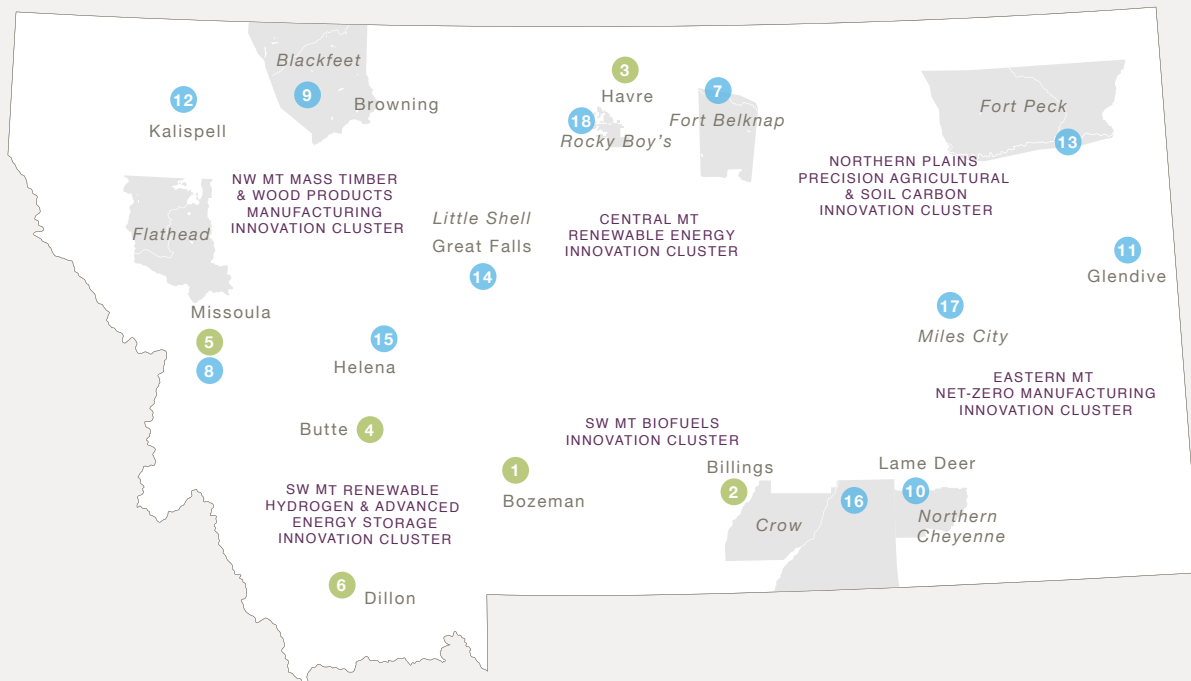 Blackfeet
9
Browning
12
Kalispell
3
Havre
18
Rocky Boy's
7
Fort Belknap
Fort Peck
13
NW MT MASS TIMBER
& WOOD PRODUCTS
MANUFACTURING
INNOVATION CLUSTER
Flathead
Little Shell
Great Falls
14
CENTRAL MT
RENEWABLE ENERGY
INNOVATION CLUSTER
NORTHERN PLAINS
PRECISION AGRICULTURAL
& SOIL CARBON
INNOVATION CLUSTER
11
Glendive
Missoula
5
8
15
Helena
17
Miles City
EASTERN MT
NET-ZERO MANUFACTURING
INNOVATION CLUSTER
Butte 4
SW MT BIOFUELS
INNOVATION CLUSTER
1
Bozeman
Billings
2
Crow
16
Lame Deer
10
Northern
Cheyenne
SW MT RENEWABLE
HYDROGEN & ADVANCED
ENERGY STORAGE
INNOVATION CLUSTER
6
Dillon